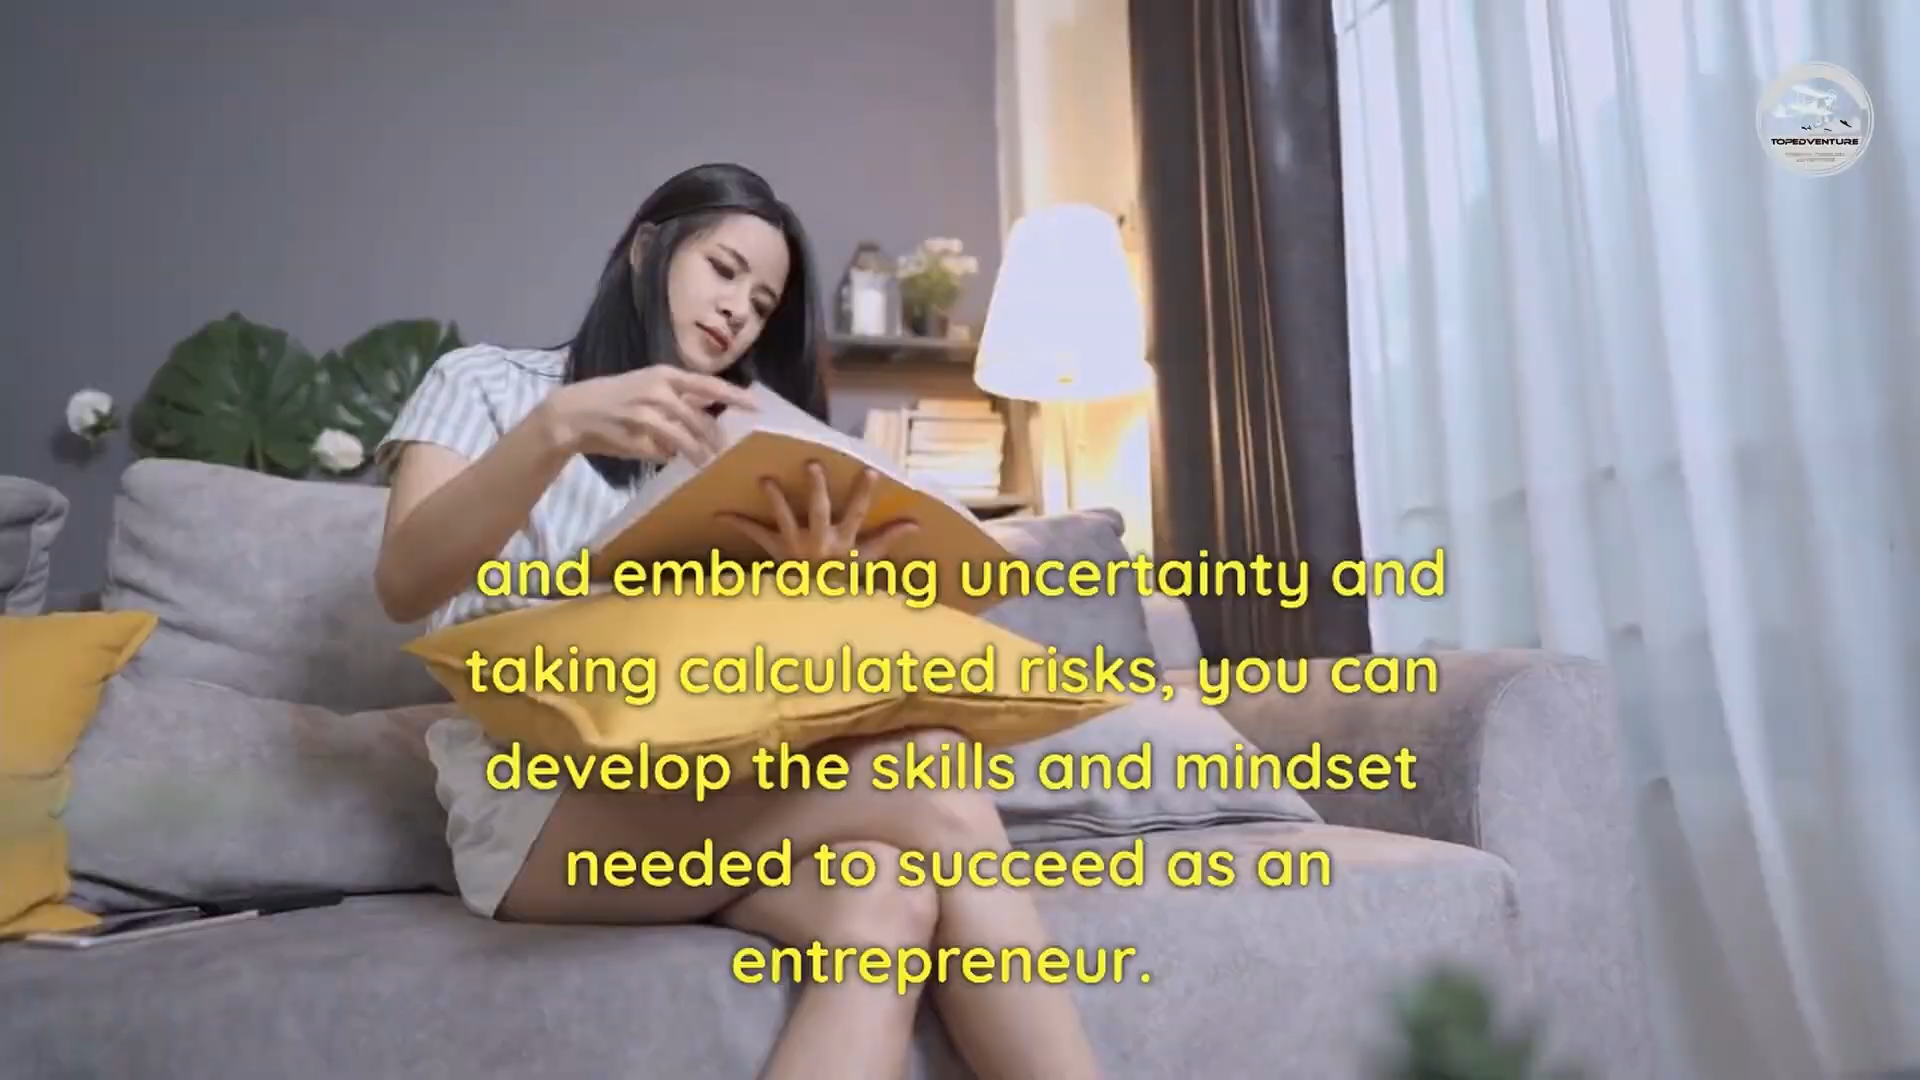 TOPEDVENTURE
and embracing uncertainty and
taking calculated risks, you can
develop the skills and mindset
needed to succeed as an
entrepreneur.